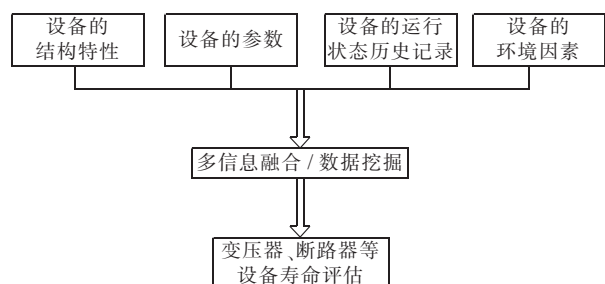 设备的
结构特性
设备的参数
设备的运行
状态历史记录
设备的
环境因素
多信息融合/数据挖掘
变压器、断路器等
设备寿命评估